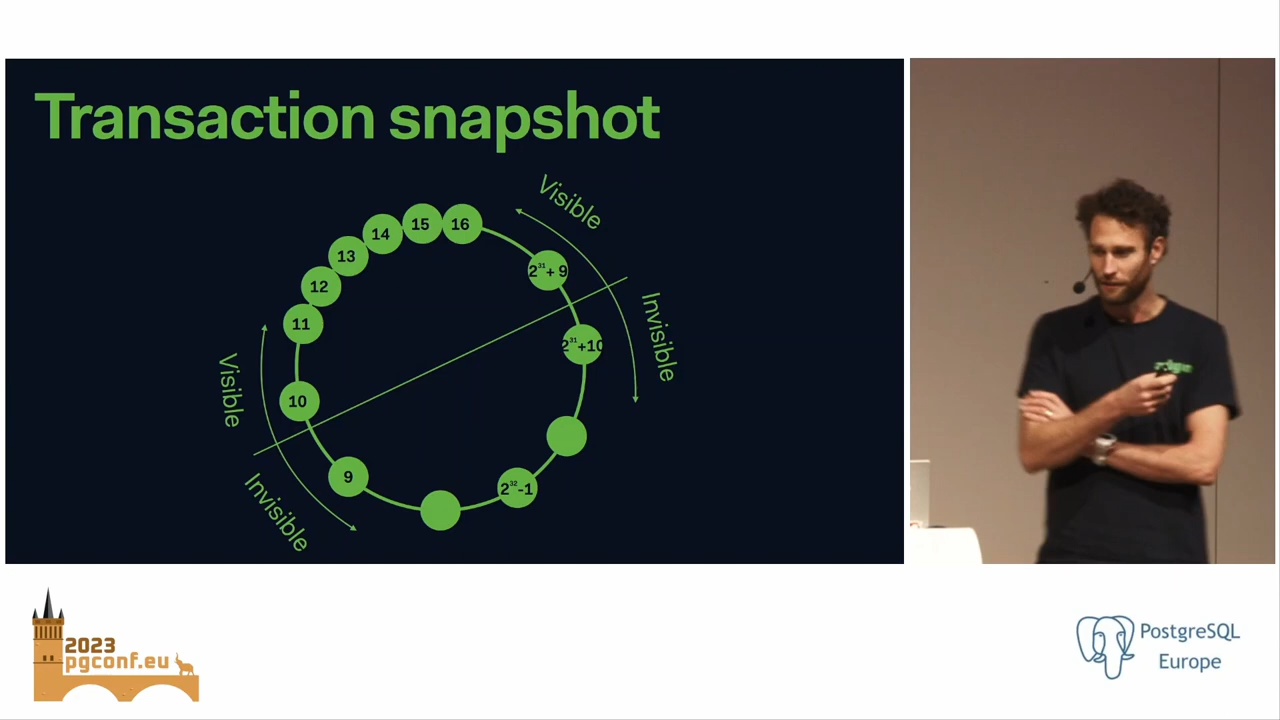 Transaction snapshot
Visible
16
15
14
13
12
11
10
9
2³¹+ 9
2³¹+10
2³²-1
Invisible
Visible
Invisible
2023
pgconf.eu
PostgreSQL
Europe